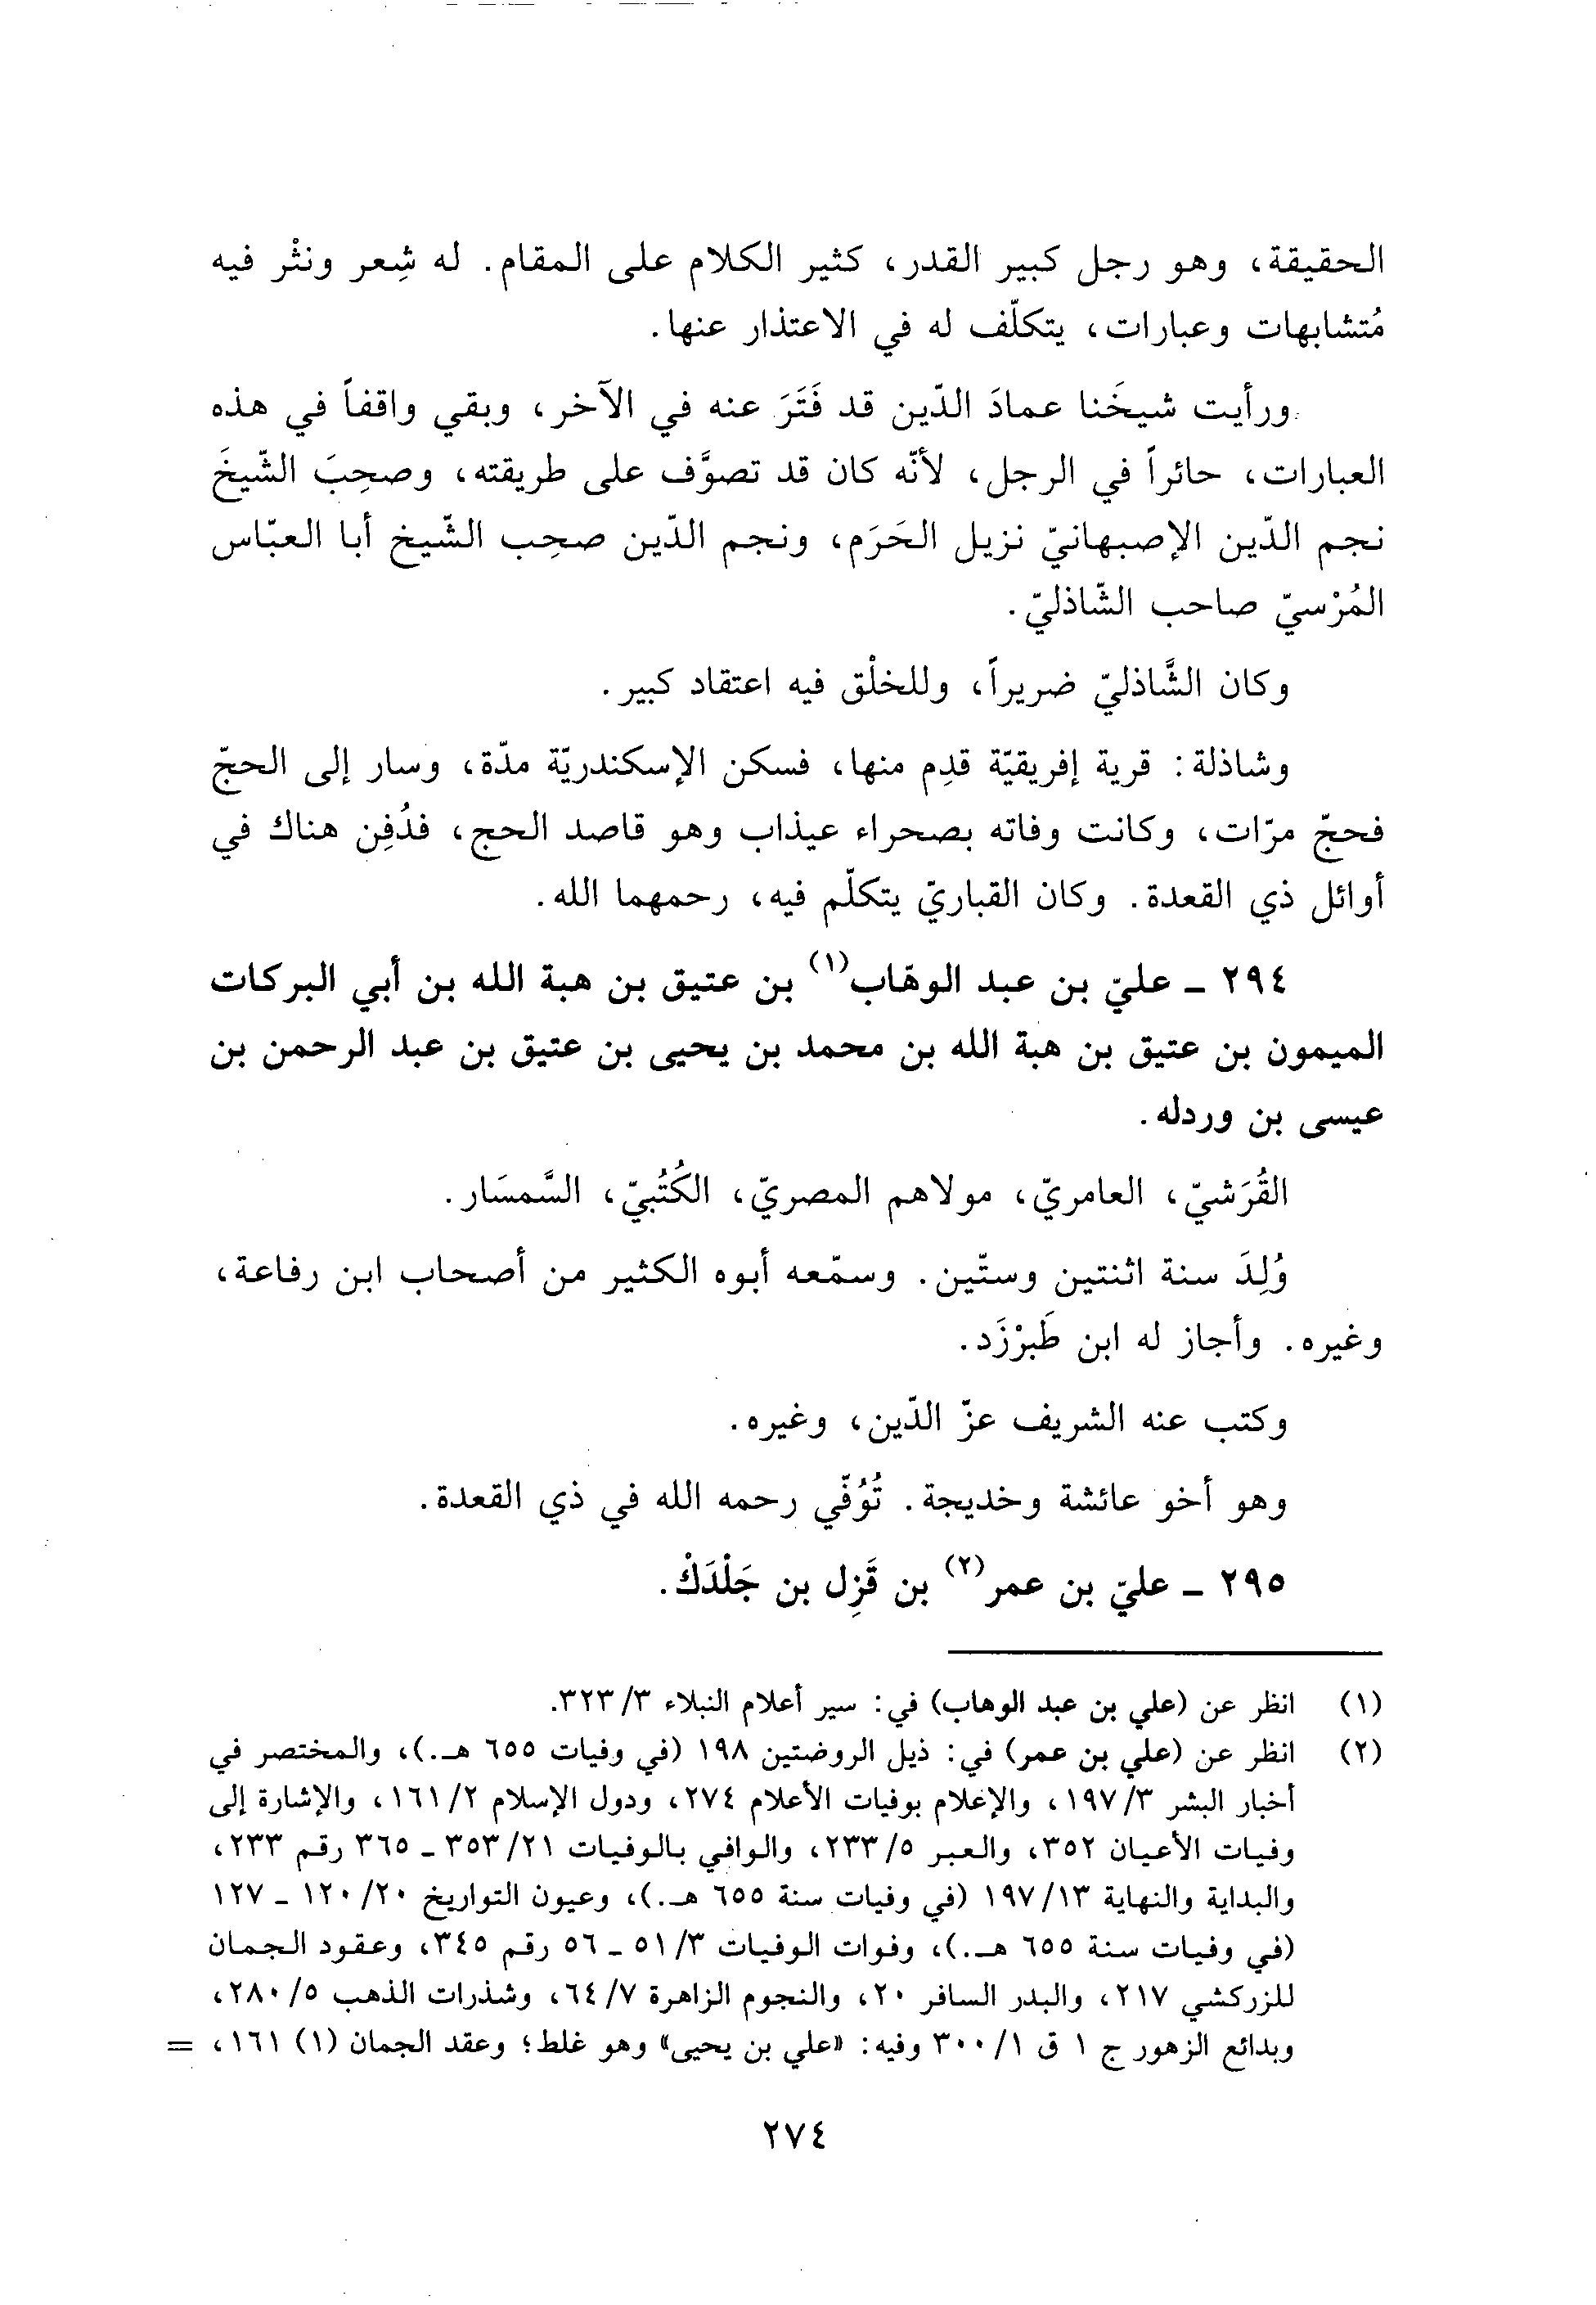 الحقيقة، وهو رجل كبير القدر، كثير الكلام على المقام. له شِعر ونثْر فيه
مُتشابهات وعبارات، يتكلّف له في الاعتذار عنها.
ورأيت شيخَنا عمادَ الدّين قد فَتَرَ عنه في الآخر، وبقي واقفاً في هذه
العبارات، حائراً في الرجل، لأنّه كان قد تصوَّف على طريقته، وصحِبَ الشّيخَ
نجم الدّين الإصبهانيّ نزيل الحَرَم، ونجم الدّين صحِب الشّيخ أبا العبّاس
المُرْسيّ صاحب الشّاذليّ.
وكان الشَّاذليّ ضريراً، وللخلْق فيه اعتقاد كبير.
وشاذلة: قرية إفريقيّة قدِم منها، فسكن الإسكندريّة مدّة، وسار إلى الحجّ
فحجّ مرّات، وكانت وفاته بصحراء عيذاب وهو قاصد الحج، فدُفِن هناك في
أوائل ذي القعدة. وكان القباريّ يتكلّم فيه، رحمهما الله.
٢٩٤ - عليّ بن عبد الوهّاب(١) بن عتيق بن هبة الله بن أبي البركات
الميمون بن عتيق بن هبة الله بن محمد بن يحيى بن عتيق بن عبد الرحمن بن
عيسى بن وردله.
القُرَشيّ، العامريّ، مولاهم المصريّ، الكُتُبيّ، السَّمسَار.
وُلِدَ سنة اثنتين وستّين. وسمّعه أبوه الكثير من أصحاب ابن رفاعة،
وغيره. وأجاز له ابن طَبرْزَد.
وكتب عنه الشريف عزّ الدّين، وغيره.
وهو أخو عائشة وخديجة. تُوُفّي رحمه الله في ذي القعدة.
٢٩٥ - عليّ بن عمر(٢) بن قَزِل بن جَلْدَكْ.
(١) انظر عن (علي بن عبد الوهاب) في: سير أعلام النبلاء ٣٢٣/٣.
(٢) انظر عن (علي بن عمر) في: ذيل الروضتين ١٩٨ (في وفيات ٦٥٥ هـ.)، والمختصر في
أخبار البشر ١٩٧/٣، والإعلام بوفيات الأعلام ٢٧٤، ودول الإسلام ١٦١/٢، والإشارة إلى
وفيات الأعيان ٣٥٢، والعبر ٢٣٣/٥، والوافي بالوفيات ٣٥٣/٢١ - ٣٦٥ رقم ٢٣٣،
والبداية والنهاية ١٩٧/١٣ (في وفيات سنة ٦٥٥ هـ.)، وعيون التواريخ ١٢٠/٢٠ - ١٢٧
(في وفيات سنة ٦٥٥ هـ.)، وفوات الوفيات ٥١/٣ - ٥٦ رقم ٣٤٥، وعقود الجمان
للزركشي ٢١٧، والبدر السافر ٢٠، والنجوم الزاهرة ٦٤/٧، وشذرات الذهب ٢٨٠/٥،
وبدائع الزهور ج ١ ق ٣٠٠/١ وفيه: «علي بن يحيى» وهو غلط؛ وعقد الجمان (١) ١٦١، =
٢٧٤